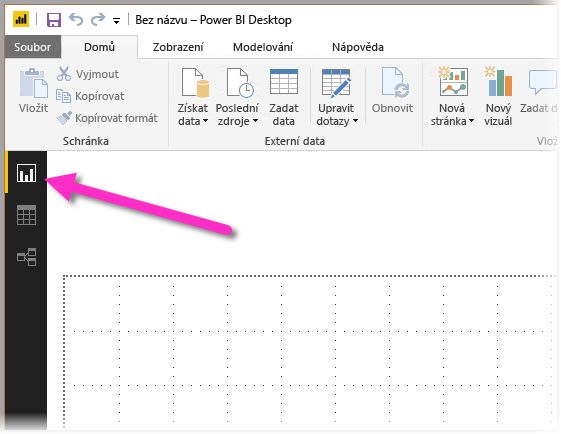 Bez názvu – Power BI Desktop
Soubor Domů Zobrazení Modelování Nápověda
Vložit
Vyjmout
Kopírovat
Kopírovat formát
Schránka
Získat
data
Poslední
zdroje
Zadat
data
Upravit
dotazy
Externí data
Obnovit
Nová
stránka
Nový
vizuál
Zadat d
Vlo